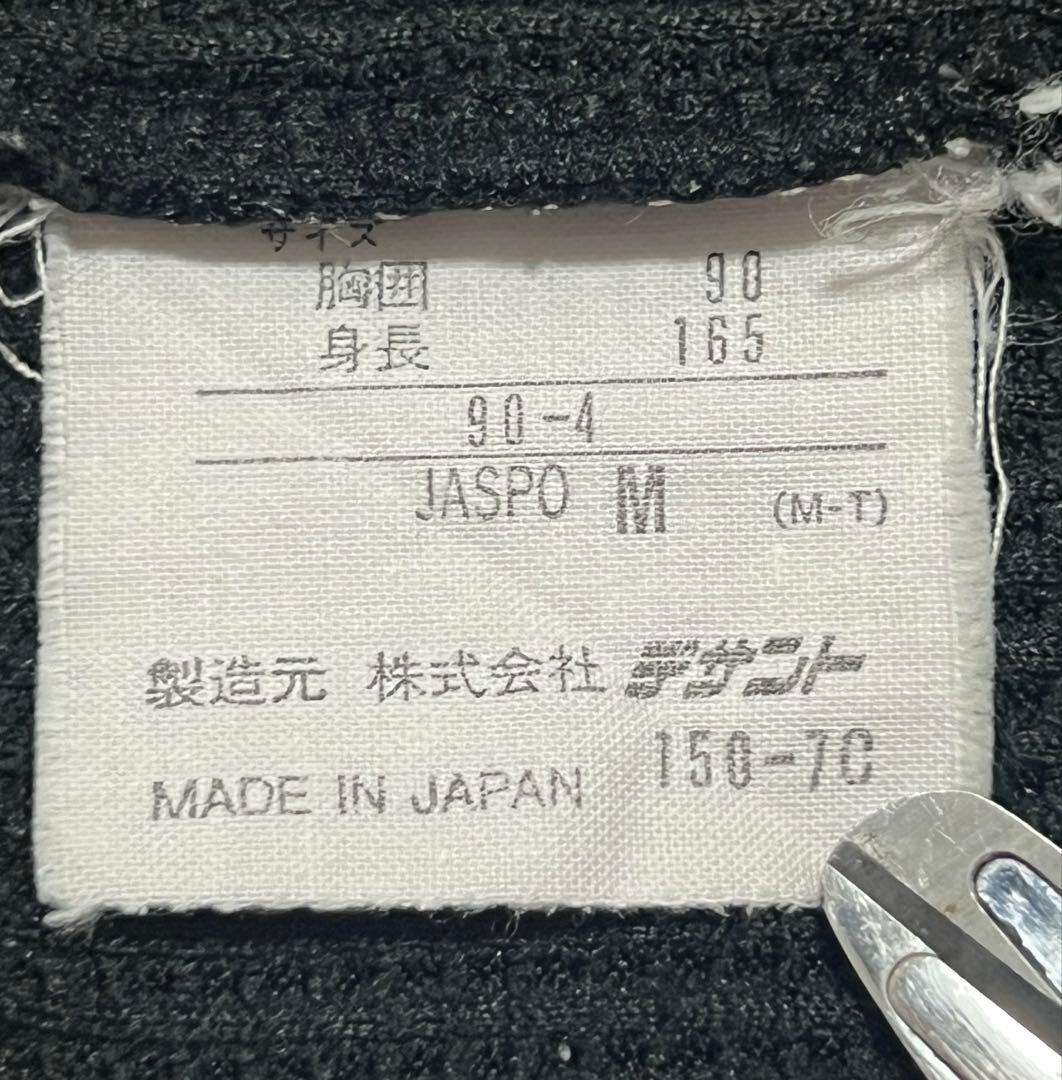 サイズ
胸囲 90
身長 165
90-4
JASPO M (M-T)
製造元 株式会社デサント
150-7C
MADE IN JAPAN